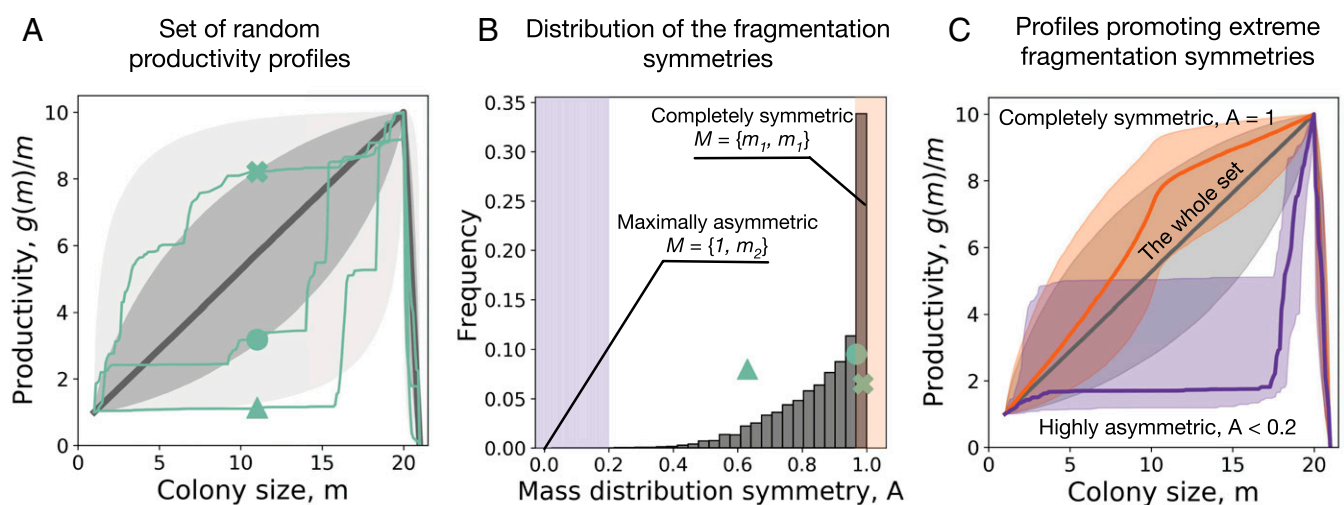 A
Set of random
productivity profiles
Productivity, g(m)/m
10
8
6
4
2
0
0
5
10
15
20
Colony size, m
B
Distribution of the fragmentation
symmetries
Frequency
0.35
0.30
0.25
0.20
0.15
0.10
0.05
0.00
Completely symmetric
M = {m₁, m₁}
Maximally asymmetric
M = {1, m₂}
0.0
0.2
0.4
0.6
0.8
1.0
Mass distribution symmetry, A
C
Profiles promoting extreme
fragmentation symmetries
Productivity, g(m)/m
10
8
6
4
2
0
Completely symmetric, A = 1
The whole set
Highly asymmetric, A < 0.2
0
5
10
15
20
Colony size, m